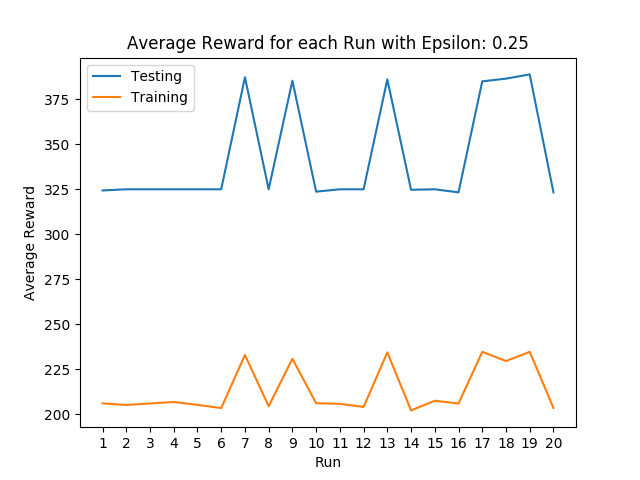 Average Reward for each Run with Epsilon: 0.25
Testing
Training
375
350
325
300
275
250
225
200
Average Reward
1 2 3 4 5 6 7 8 9 10 11 12 13 14 15 16 17 18 19 20
Run